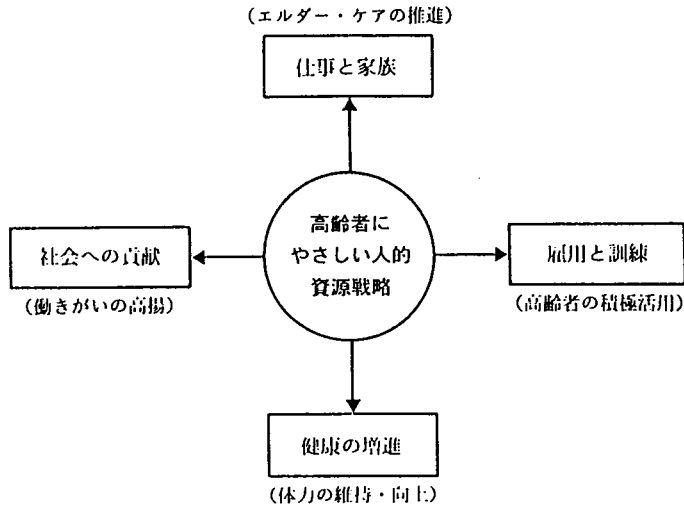 (エルダー・ケアの推進)
仕事と家族
高齢者に
やさしい人的
資源戦略
社会への貢献
(働きがいの高揚)
雇用と訓練
(高齢者の積極活用)
健康の増進
(体力の維持・向上)